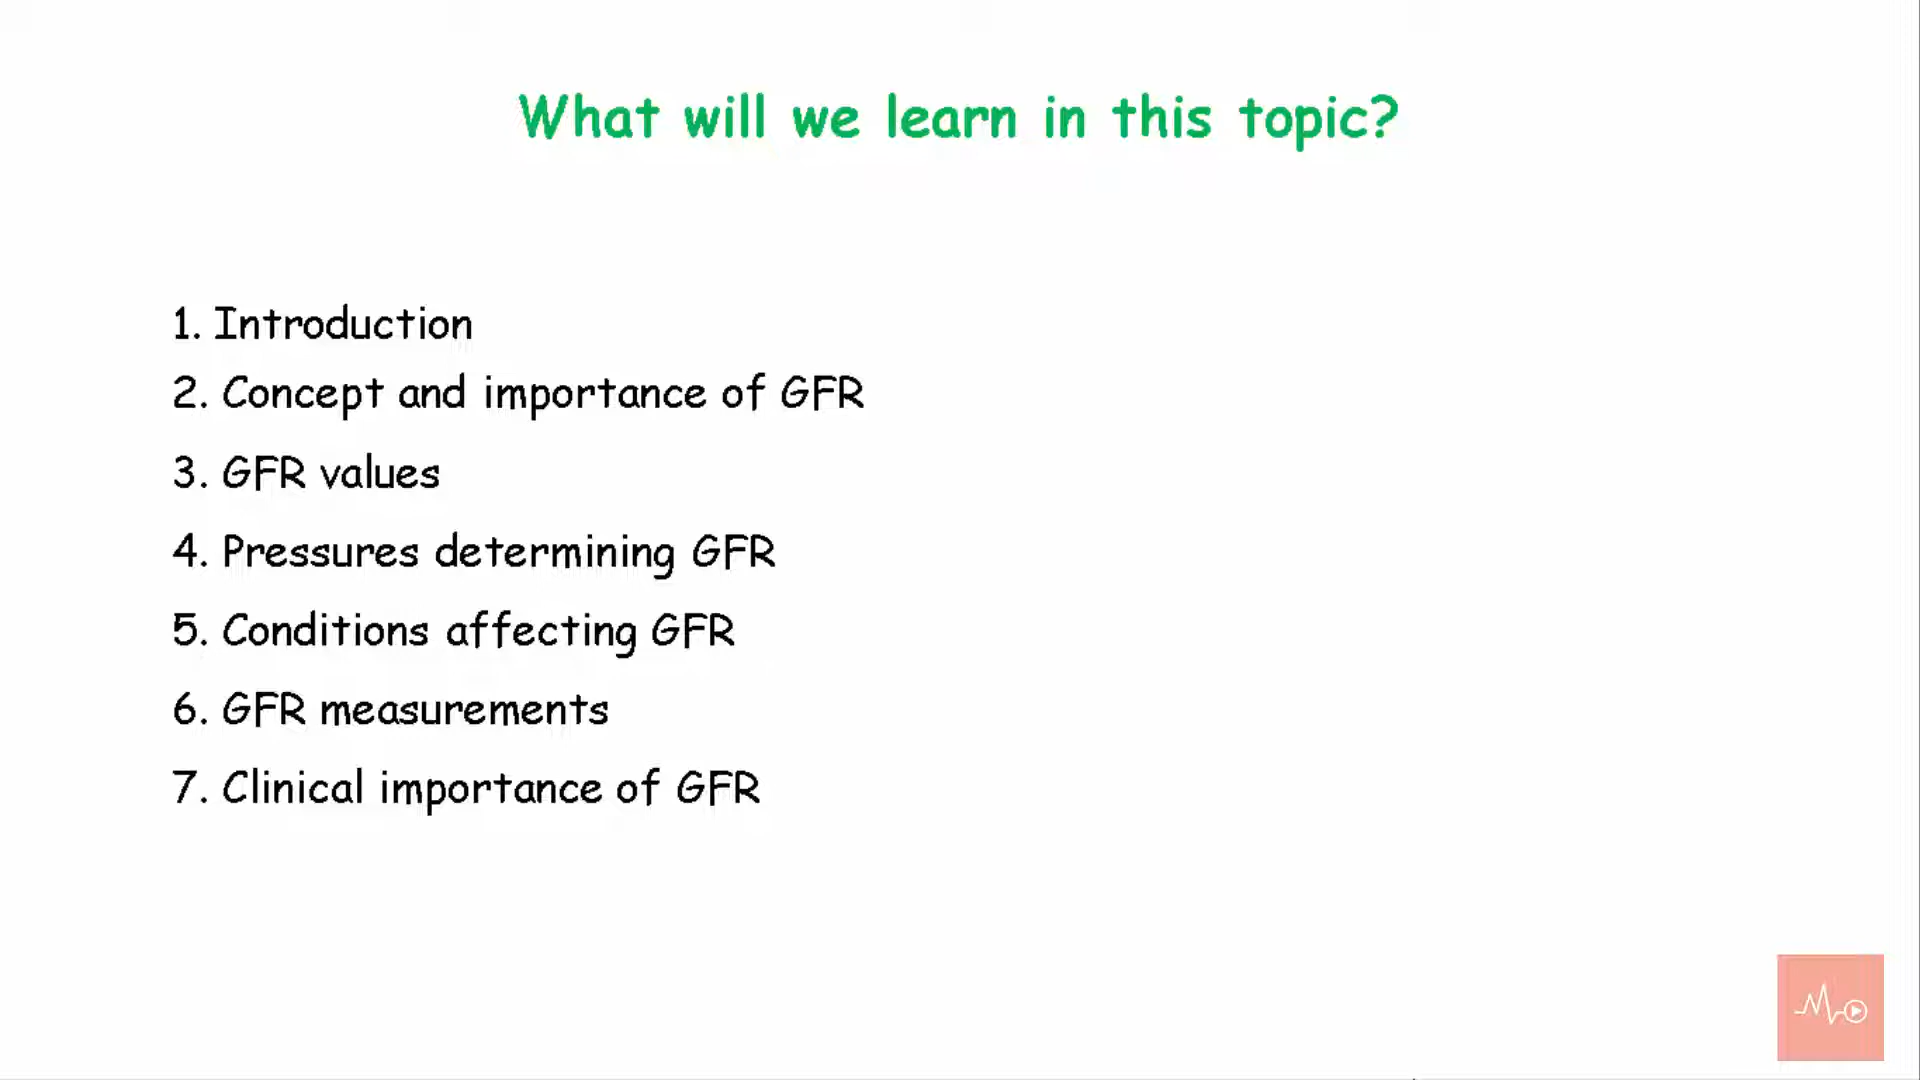 What will we learn in this topic?
1. Introduction
2. Concept and importance of GFR
3. GFR values
4. Pressures determining GFR
5. Conditions affecting GFR
6. GFR measurements
7. Clinical importance of GFR